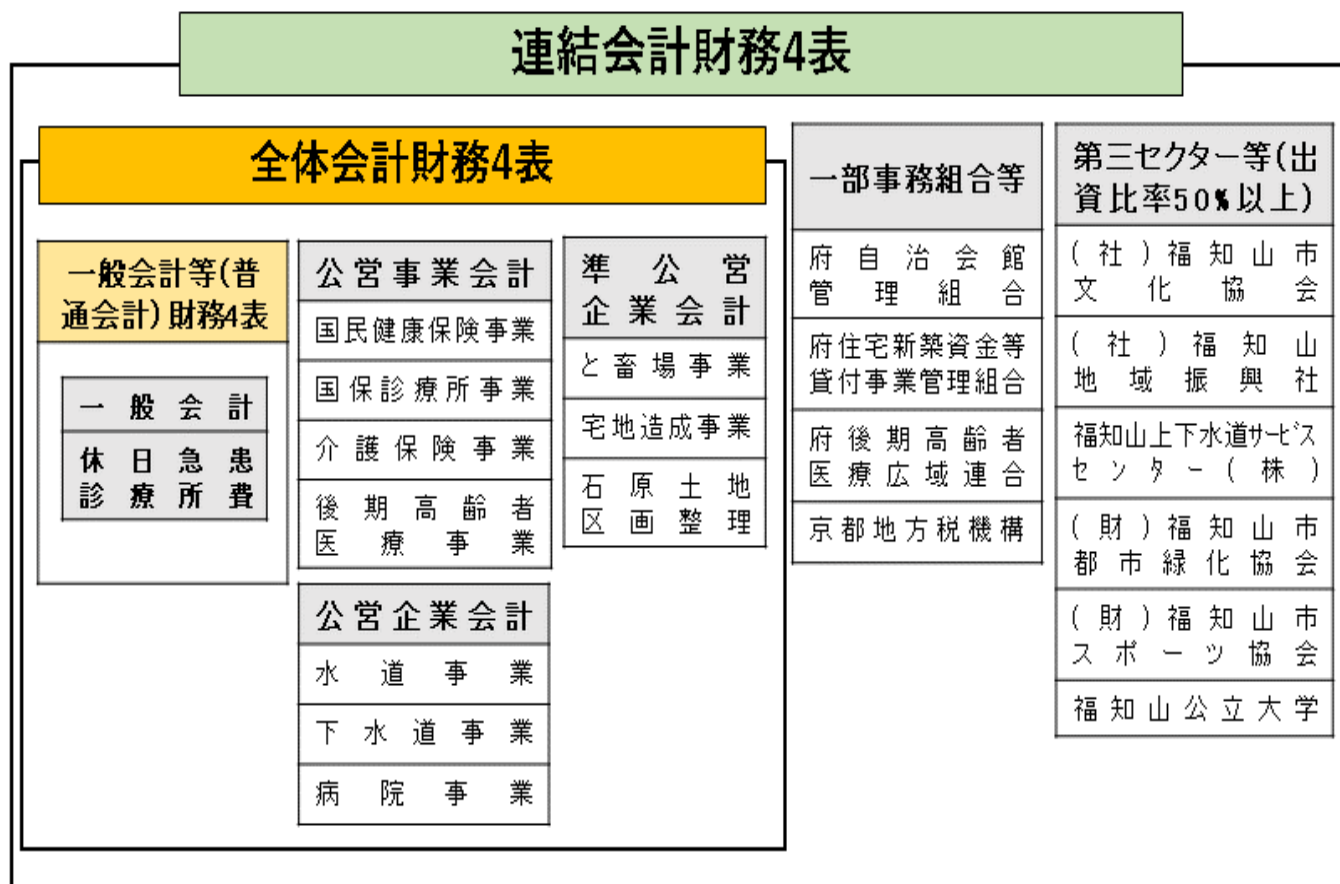 連結会計財務4表
全体会計財務4表
一般会計等(普
通会計)財務4表
一般会計
休日急患
診療所費
公営事業会計
国民健康保険事業
国保診療所事業
介護保険事業
後期高齢者
医療事業
公営企業会計
水道事業
下水道事業
病院事業
準公営
企業会計
と畜場事業
宅地造成事業
石原土地
区画整理
一部事務組合等
府自治会館
管理組合
府住宅新築資金等
貸付事業管理組合
府後期高齢者
医療広域連合
京都地方税機構
第三セクター等(出
資比率50%以上)
(社)福知山市
文化協会
(社)福知山
地域振興社
福知山上下水道サービス
センター(株)
(財)福知山市
都市緑化協会
(財)福知山市
スポーツ協会
福知山公立大学